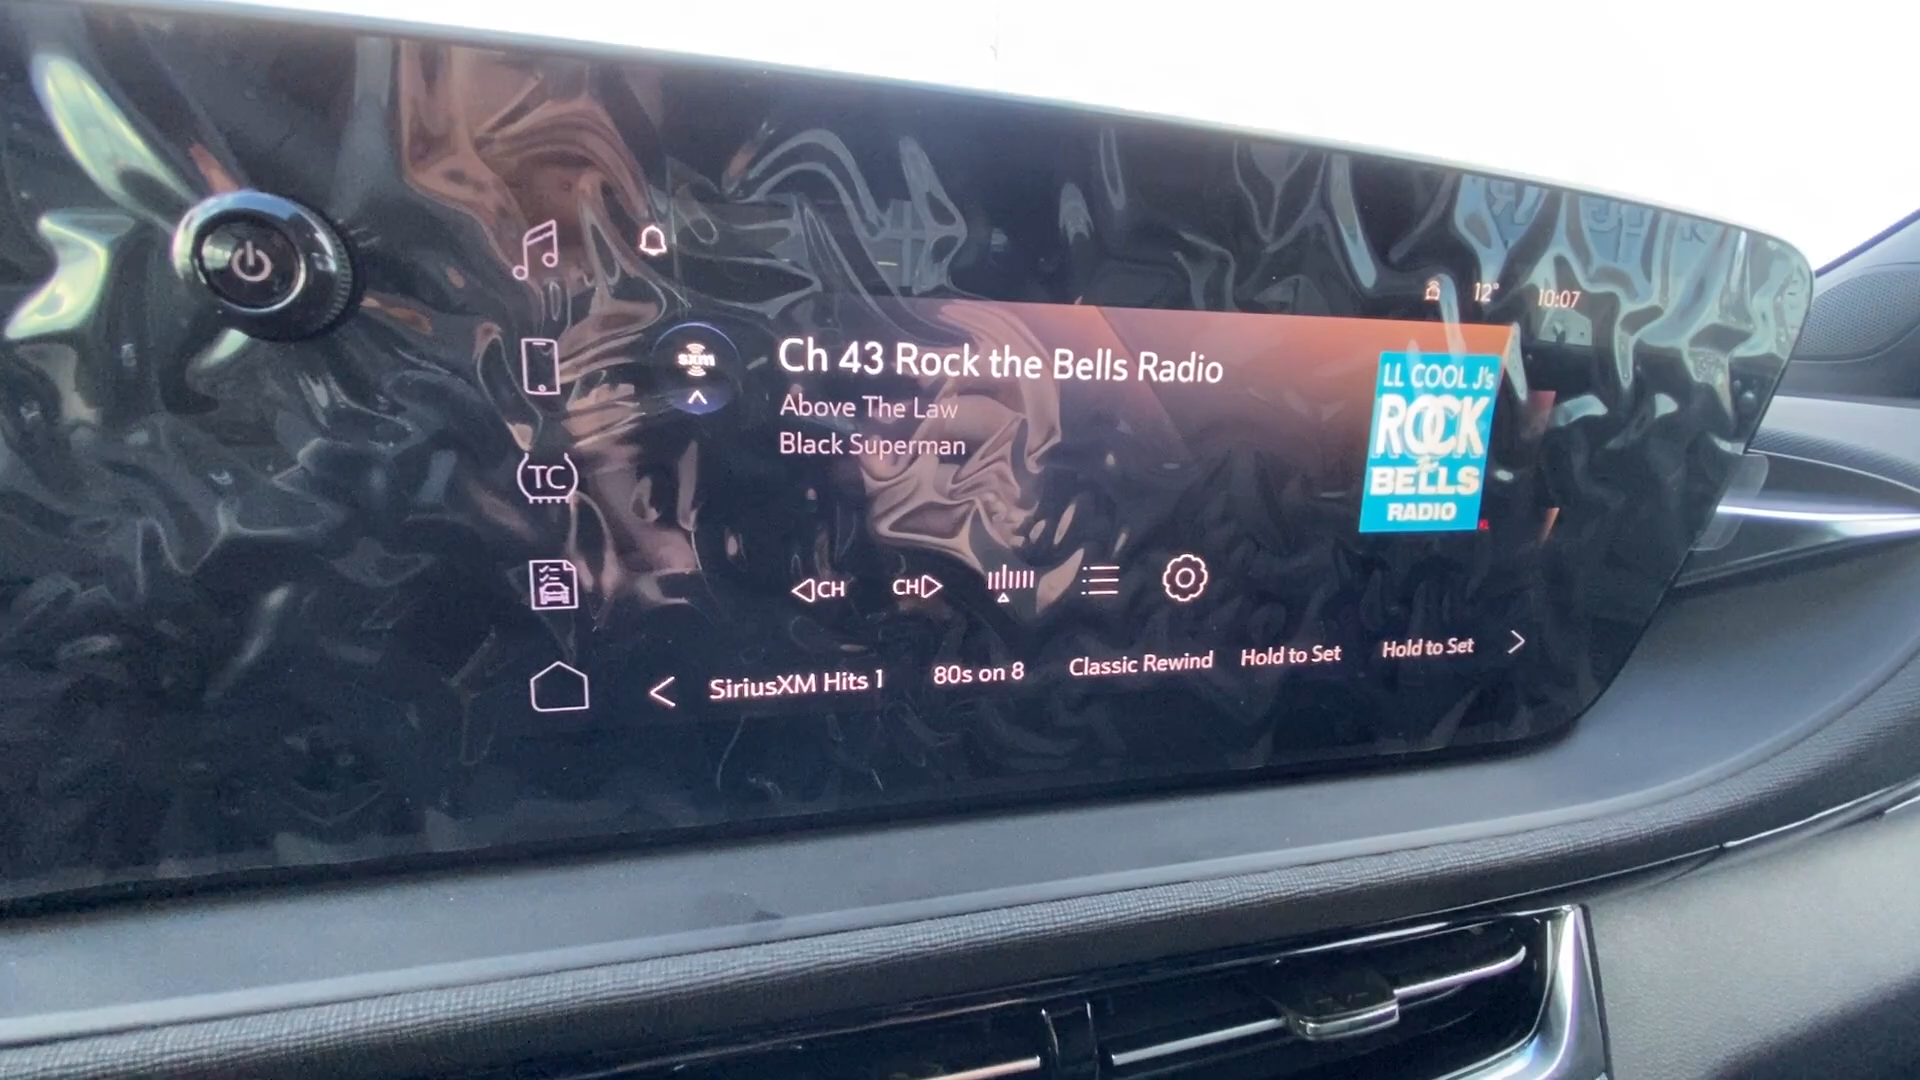 12° 10:07
sxm
Ch 43 Rock the Bells Radio
Above The Law
Black Superman
LL COOL J's
ROCK
THE
BELLS
RADIO
TC
CH CH
SiriusXM Hits 1 80s on 8 Classic Rewind Hold to Set Hold to Set